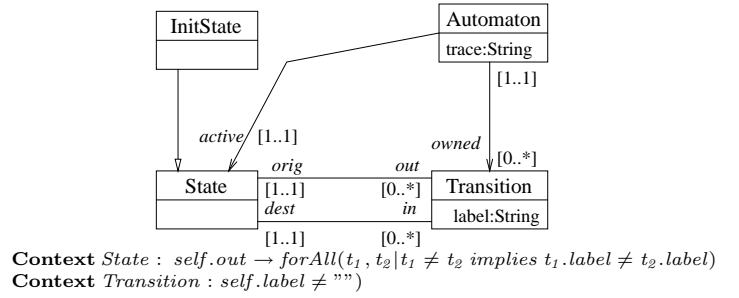 InitState
Automaton
trace:String
[1..1]
active
[1..1]
owned
[0..*]
orig
out
State
[1..1]
[0..*]
Transition
dest
in
label:String
[1..1]
[0..*]
Context State : self.out → forAll(t₁, t₂|t₁ ≠ t₂ implies t₁.label ≠ t₂.label)
Context Transition : self.label ≠ ””)